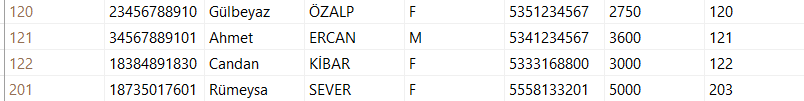 120 23456788910 Gülbeyaz ÖZALP F 5351234567 2750 120
121 34567889101 Ahmet ERCAN M 5341234567 3600 121
122 18384891830 Candan KİBAR F 5333168800 3000 122
201 18735017601 Rümeysa SEVER F 5558133201 5000 203